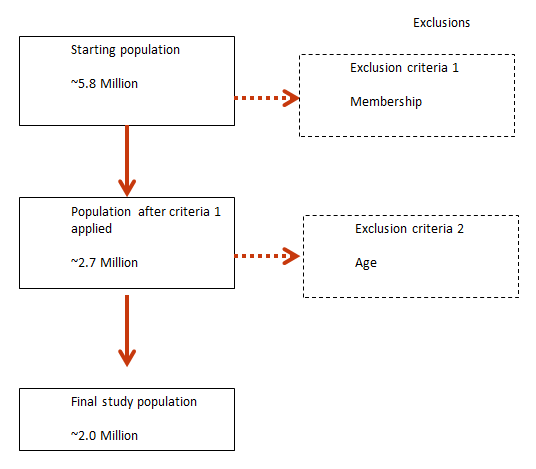 Exclusions
Starting population
~5.8 Million
Exclusion criteria 1
Membership
Population after criteria 1
applied
~2.7 Million
Exclusion criteria 2
Age
Final study population
~2.0 Million